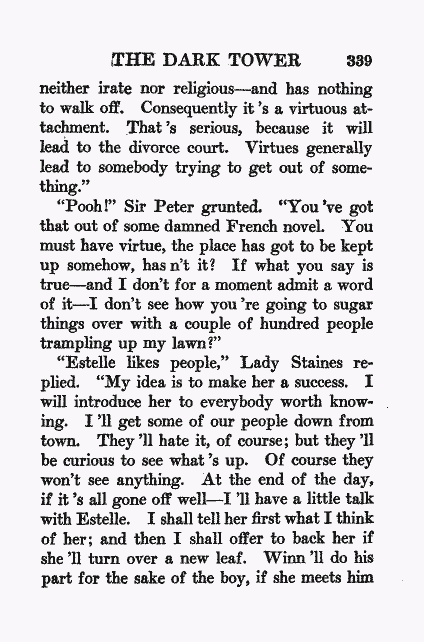 THE DARK TOWER 339
neither irate nor religious—and has nothing
to walk off. Consequently it 's a virtuous at-
tachment. That 's serious, because it will
lead to the divorce court. Virtues generally
lead to somebody trying to get out of some-
thing."
"Pooh!" Sir Peter grunted. "You 've got
that out of some damned French novel. You
must have virtue, the place has got to be kept
up somehow, has n't it? If what you say is
true—and I don't for a moment admit a word
of it—I don't see how you 're going to sugar
things over with a couple of hundred people
trampling up my lawn?"
"Estelle likes people," Lady Staines re-
plied. "My idea is to make her a success. I
will introduce her to everybody worth know-
ing. I 'll get some of our people down from
town. They 'll hate it, of course; but they 'll
be curious to see what 's up. Of course they
won't see anything. At the end of the day,
if it 's all gone off well—I 'll have a little talk
with Estelle. I shall tell her first what I think
of her; and then I shall offer to back her if
she 'll turn over a new leaf. Winn 'll do his
part for the sake of the boy, if she meets him